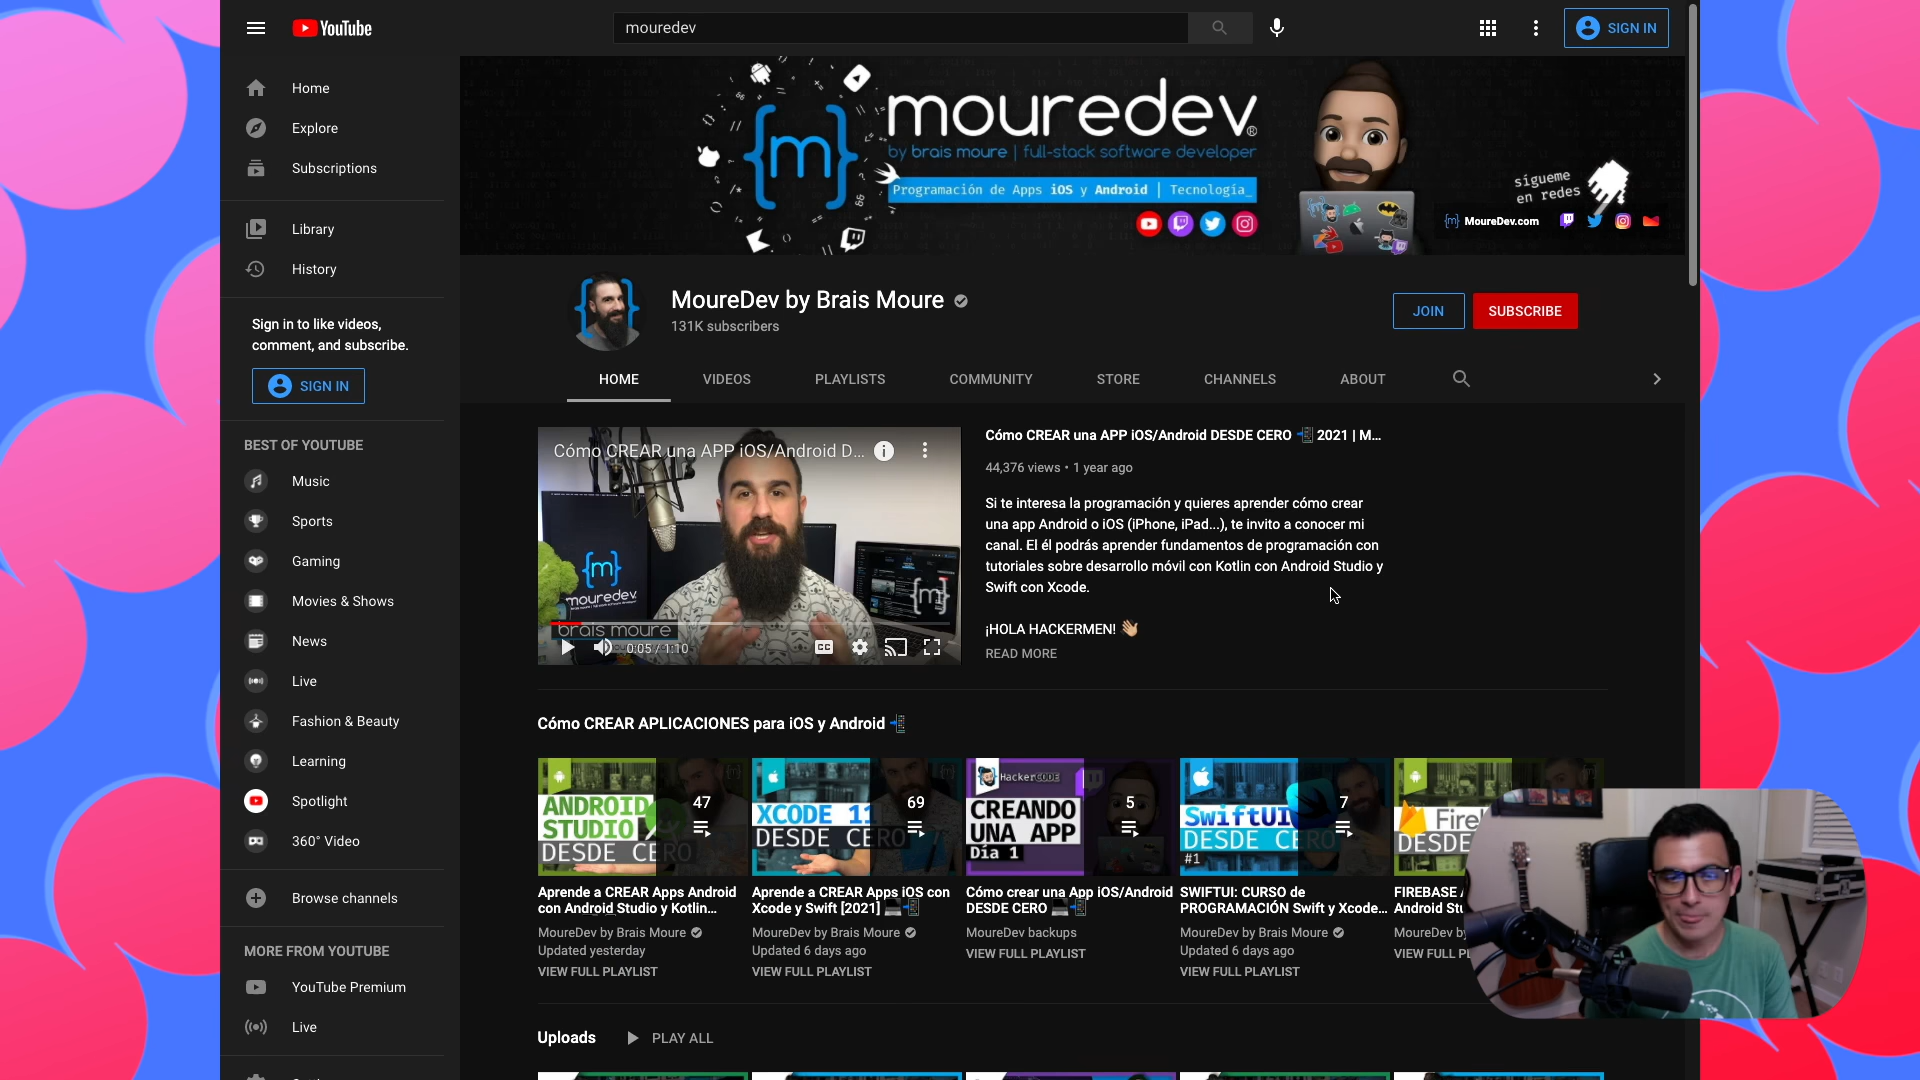 YouTube
mouredev
SIGN IN
Home
Explore
Subscriptions
Library
History
Sign in to like videos,
comment, and subscribe.
SIGN IN
BEST OF YOUTUBE
Music
Sports
Gaming
Movies & Shows
News
Live
Fashion & Beauty
Learning
Spotlight
360° Video
Browse channels
MORE FROM YOUTUBE
YouTube Premium
Live
{m}
mouredev®
by brais moure | full-stack software developer
Programación de Apps iOS y Android | Tecnología_
sígueme
en redes
{m} MoureDev.com
MoureDev by Brais Moure
131K subscribers
JOIN
SUBSCRIBE
HOME
VIDEOS
PLAYLISTS
COMMUNITY
STORE
CHANNELS
ABOUT
Cómo CREAR una APP iOS/Android D...
{m}
mouredev
{m}
brais moure
0:05 / 1:10
CC
Cómo CREAR una APP iOS/Android DESDE CERO 📲 2021 | M...
44,376 views • 1 year ago
Si te interesa la programación y quieres aprender cómo crear
una app Android o iOS (iPhone, iPad...), te invito a conocer mi
canal. El él podrás aprender fundamentos de programación con
tutoriales sobre desarrollo móvil con Kotlin con Android Studio y
Swift con Xcode.
¡HOLA HACKERMEN! 👋🏼
READ MORE
Cómo CREAR APLICACIONES para iOS y Android 📲
ANDROID
STUDIO
DESDE CERO
47
Aprende a CREAR Apps Android
con Android Studio y Kotlin...
MoureDev by Brais Moure
Updated yesterday
VIEW FULL PLAYLIST
XCODE 11
DESDE CERO
69
Aprende a CREAR Apps iOS con
Xcode y Swift [2021] 💻📲
MoureDev by Brais Moure
Updated 6 days ago
VIEW FULL PLAYLIST
HackerCODE
CREANDO
UNA APP
Día 1
5
Cómo crear una App iOS/Android
DESDE CERO 💻📲
MoureDev backups
VIEW FULL PLAYLIST
SwiftUI
DESDE CERO
#1
7
SWIFTUI: CURSO de
PROGRAMACIÓN Swift y Xcode...
MoureDev by Brais Moure
Updated 6 days ago
VIEW FULL PLAYLIST
DESDE
FIREBASE
Android
MoureDev by
VIEW FULL
Uploads
PLAY ALL